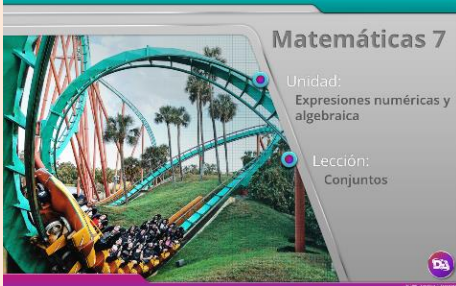 Matemáticas 7
Unidad:
Expresiones numéricas y
algebraica
Lección:
Conjuntos